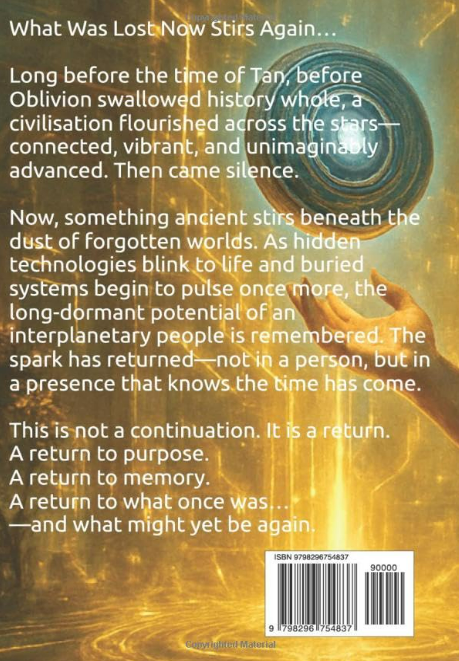 Copyrighted Material
What Was Lost Now Stirs Again...
Long before the time of Tan, before
Oblivion swallowed history whole, a
civilisation flourished across the stars—
connected, vibrant, and unimaginably
advanced. Then came silence.
Now, something ancient stirs beneath the
dust of forgotten worlds. As hidden
technologies blink to life and buried
systems begin to pulse once more, the
long-dormant potential of an
interplanetary people is remembered. The
spark has returned—not in a person, but in
a presence that knows the time has come.
This is not a continuation. It is a return.
A return to purpose.
A return to memory.
A return to what once was...
—and what might yet be again.
ISBN 9798296754837
90000
9 798296 754837
Copyrighted Material